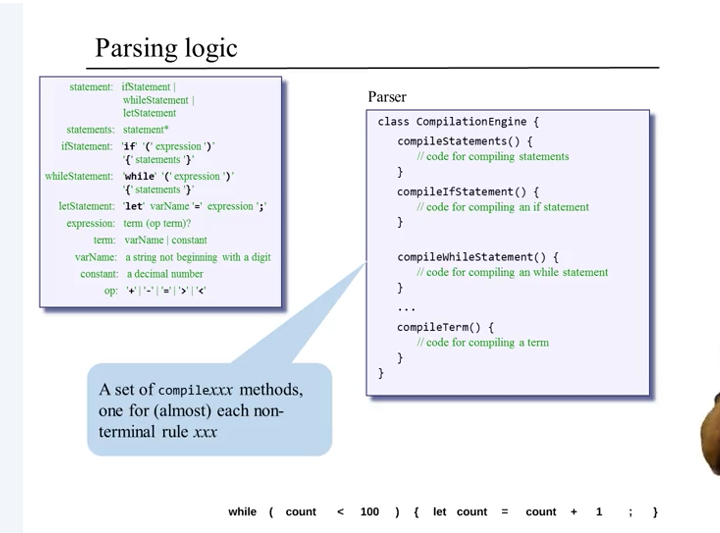 Parsing logic
statement: ifStatement |
whileStatement |
letStatement
statements: statement*
ifStatement: 'if' '(' expression ')'
'{' statements '}'
whileStatement: 'while' '(' expression ')'
'{' statements '}'
letStatement: 'let' varName '=' expression ';'
expression: term (op term)?
term: varName | constant
varName: a string not beginning with a digit
constant: a decimal number
op: '+' | '-' | '=' | '>' | '<'
Parser
class CompilationEngine {
compileStatements() {
// code for compiling statements
}
compileIfStatement() {
// code for compiling an if statement
}
compileWhileStatement() {
// code for compiling an while statement
}
...
compileTerm() {
// code for compiling a term
}
}
A set of compilexxx methods,
one for (almost) each non-
terminal rule xxx
while ( count < 100 ) { let count = count + 1 ; }